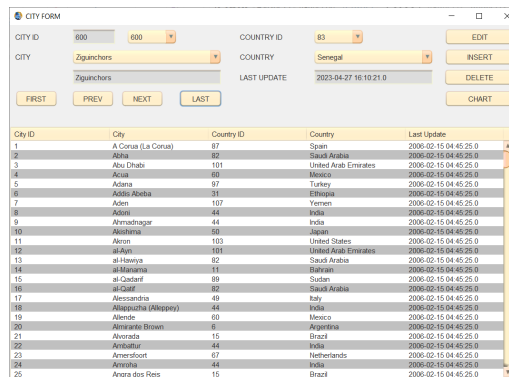 CITY FORM
CITY ID 600 600 COUNTRY ID 83 EDIT
CITY Ziguinchors COUNTRY Senegal INSERT
Ziguinchors LAST UPDATE 2023-04-27 16:10:21.0 DELETE
FIRST PREV NEXT LAST CHART
City ID City Country ID Country Last Update
1 A Corua (La Corua) 87 Spain 2006-02-15 04:45:25.0
2 Abha 82 Saudi Arabia 2006-02-15 04:45:25.0
3 Abu Dhabi 101 United Arab Emirates 2006-02-15 04:45:25.0
4 Acua 60 Mexico 2006-02-15 04:45:25.0
5 Adana 97 Turkey 2006-02-15 04:45:25.0
6 Addis Abeba 31 Ethiopia 2006-02-15 04:45:25.0
7 Aden 107 Yemen 2006-02-15 04:45:25.0
8 Adoni 44 India 2006-02-15 04:45:25.0
9 Ahmadnagar 44 India 2006-02-15 04:45:25.0
10 Akishima 50 Japan 2006-02-15 04:45:25.0
11 Akron 103 United States 2006-02-15 04:45:25.0
12 al-Ayn 101 United Arab Emirates 2006-02-15 04:45:25.0
13 al-Hawiya 82 Saudi Arabia 2006-02-15 04:45:25.0
14 al-Manama 11 Bahrain 2006-02-15 04:45:25.0
15 al-Qadarif 89 Sudan 2006-02-15 04:45:25.0
16 al-Qatif 82 Saudi Arabia 2006-02-15 04:45:25.0
17 Alessandria 49 Italy 2006-02-15 04:45:25.0
18 Allappuzha (Alleppey) 44 India 2006-02-15 04:45:25.0
19 Allende 60 Mexico 2006-02-15 04:45:25.0
20 Almirante Brown 6 Argentina 2006-02-15 04:45:25.0
21 Alvorada 15 Brazil 2006-02-15 04:45:25.0
22 Ambattur 44 India 2006-02-15 04:45:25.0
23 Amersfoort 67 Netherlands 2006-02-15 04:45:25.0
24 Amroha 44 India 2006-02-15 04:45:25.0
25 Angra dos Reis 15 Brazil 2006-02-15 04:45:25.0